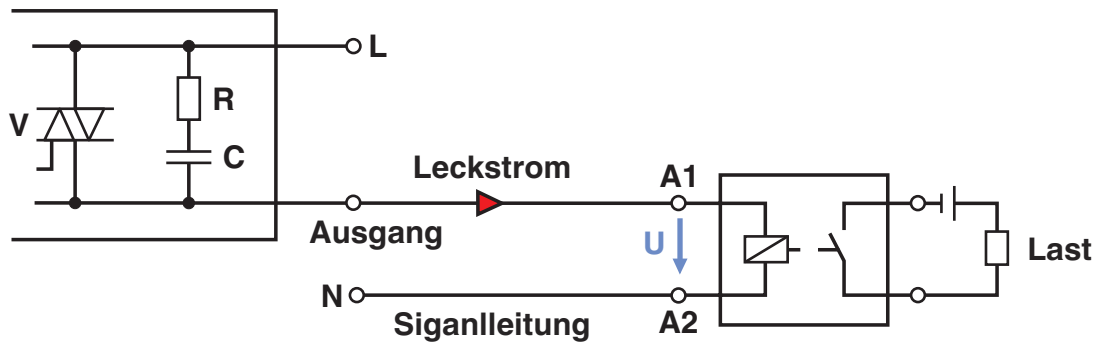 L
R
V
C
Leckstrom
A1
Ausgang
U
Last
N
Siganlleitung
A2